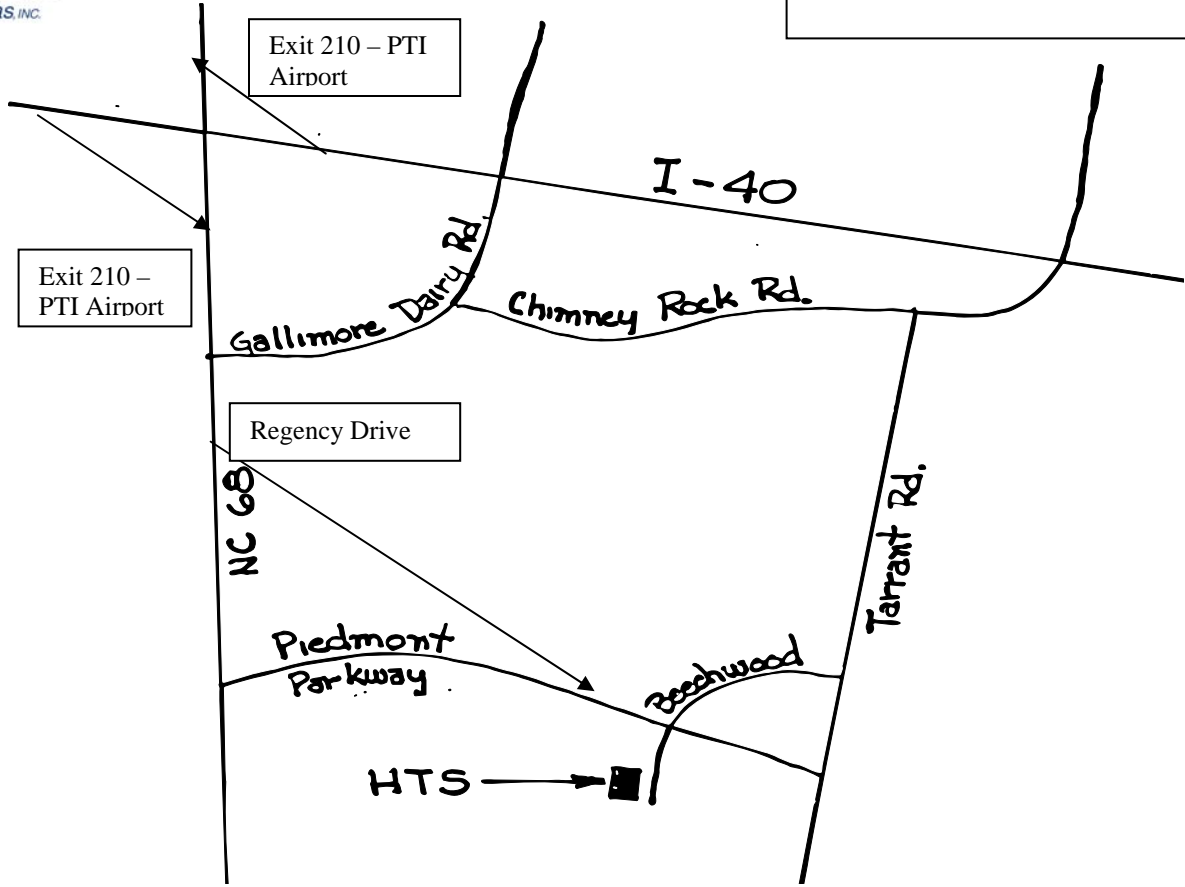 RS, INC.
Exit 210 – PTI
Airport
I-40
Exit 210 –
PTI Airport
Gallimore Dairy Rd.
Chimney Rock Rd.
Regency Drive
NC 68
Tarrant Rd.
Piedmont
Parkway
Beechwood
HTS